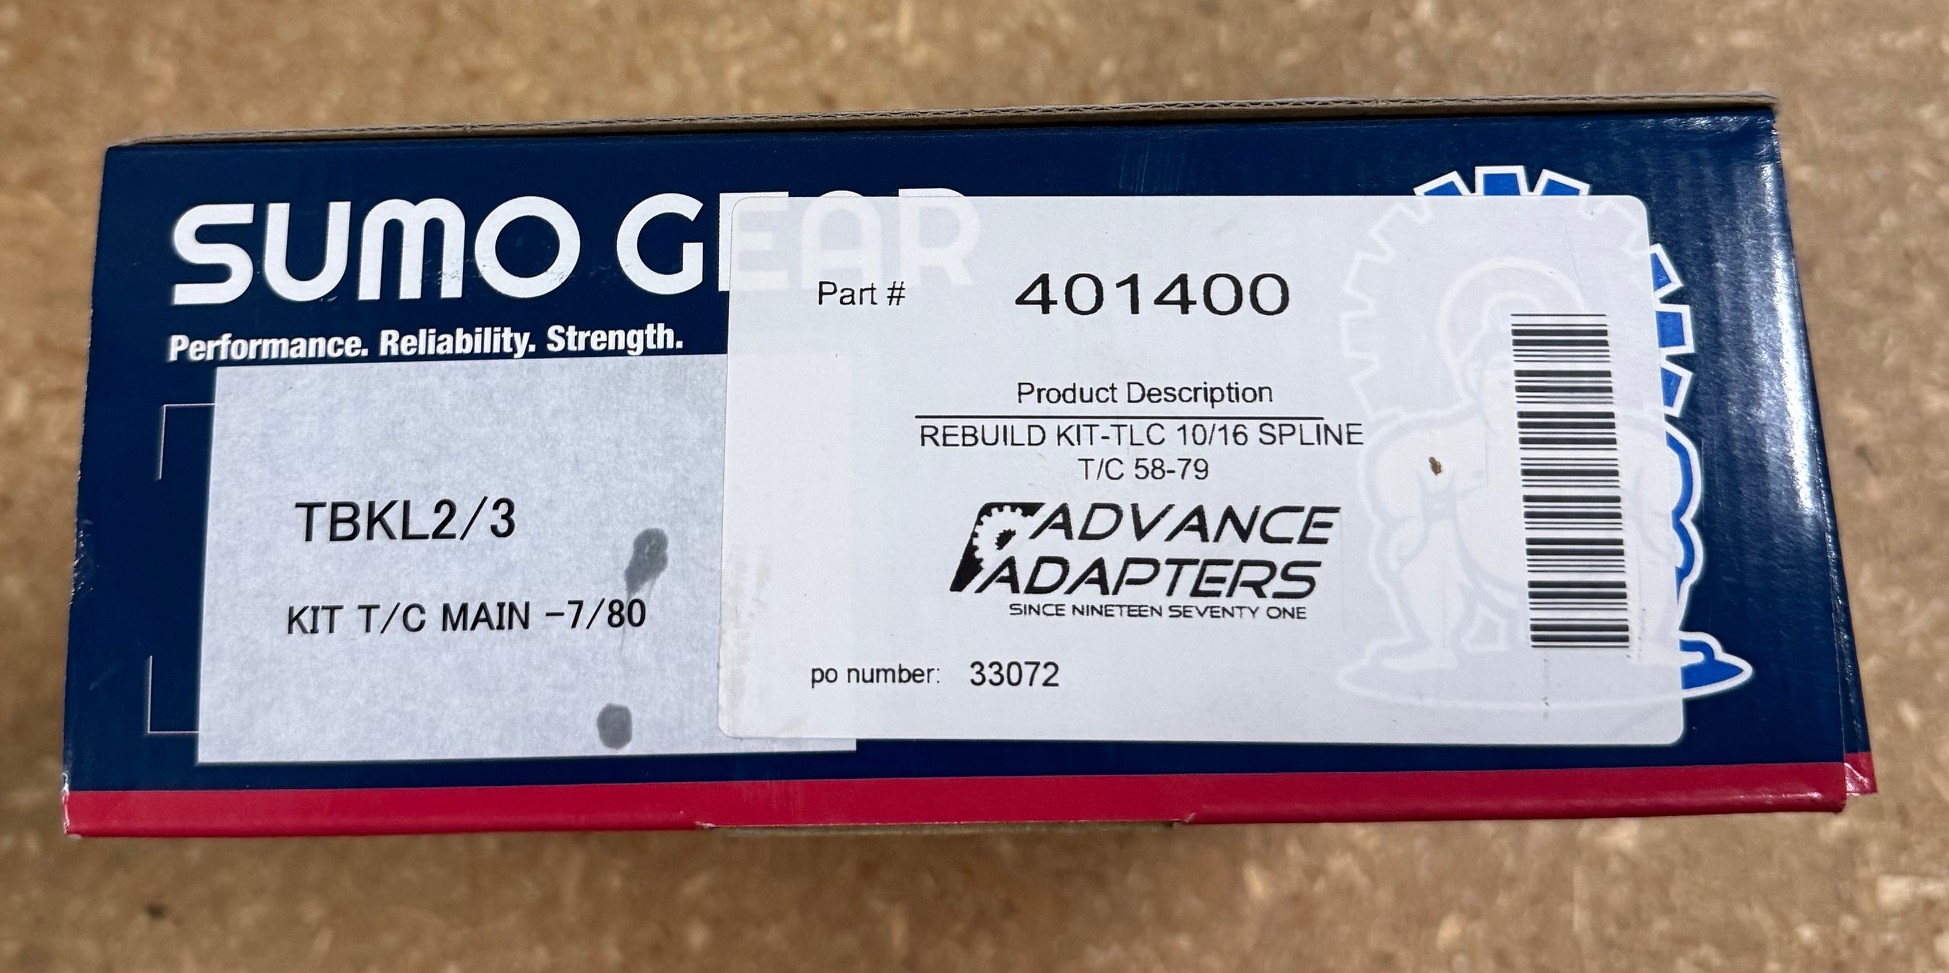 SUMO GEAR
Performance. Reliability. Strength.
TBKL2/3
KIT T/C MAIN -7/80
Part # 401400
Product Description
REBUILD KIT-TLC 10/16 SPLINE
T/C 58-79
ADVANCE
ADAPTERS
SINCE NINETEEN SEVENTY ONE
po number: 33072